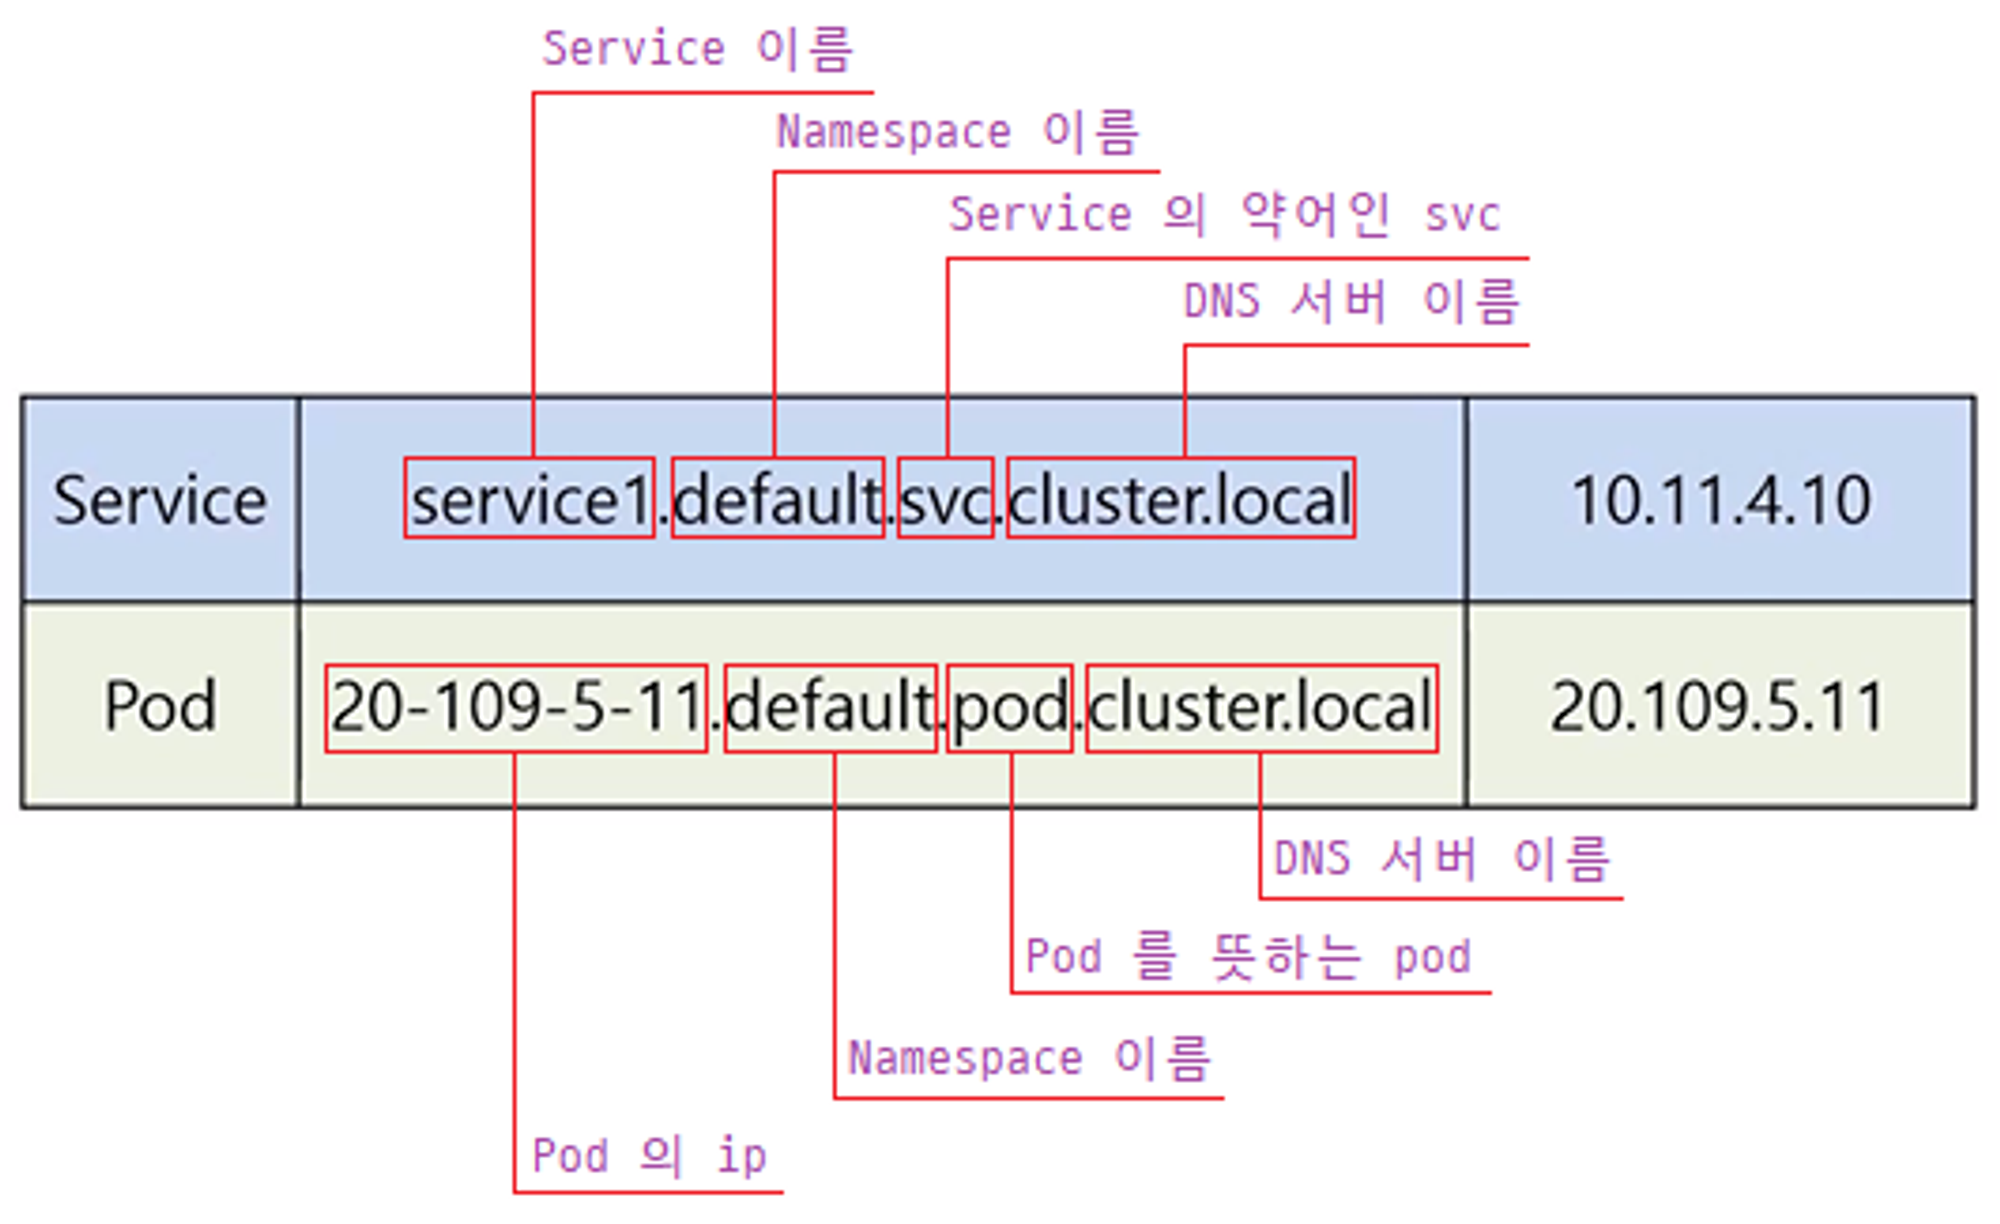 Service 이름
Namespace 이름
Service 의 약어인 svc
DNS 서버 이름
Service service1.default.svc.cluster.local 10.11.4.10
Pod 20-109-5-11.default.pod.cluster.local 20.109.5.11
DNS 서버 이름
Pod 를 뜻하는 pod
Namespace 이름
Pod 의 ip